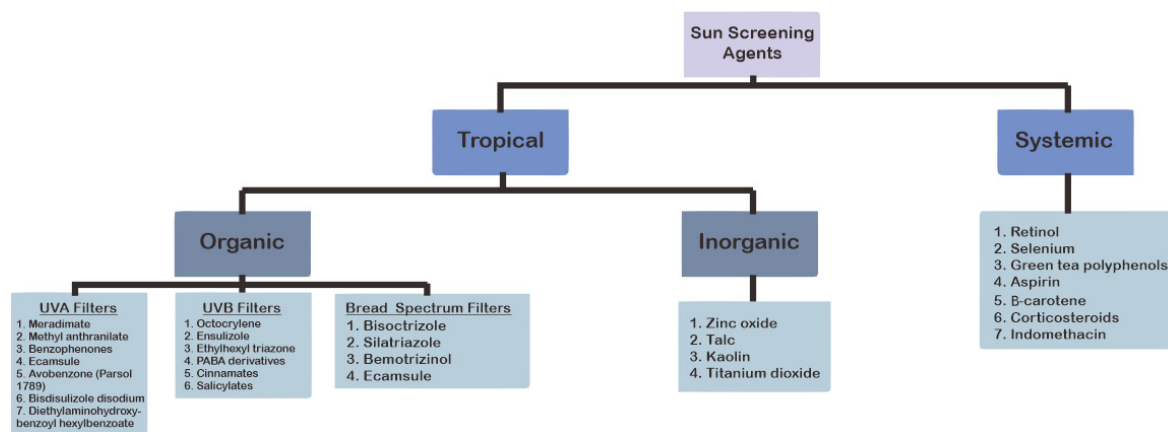 Sun Screening
Agents
Tropical
Systemic
Organic
Inorganic
1. Retinol
2. Selenium
3. Green tea polyphenols
4. Aspirin
5. β-carotene
6. Corticosteroids
7. Indomethacin
UVA Filters
1. Meradimate
2. Methyl anthranilate
3. Benzophenones
4. Ecamsule
5. Avobenzone (Parsol
1789)
6. Bisdisulizole disodium
7. Diethylaminohydroxy-
benzoyl hexylbenzoate
UVB Filters
1. Octocrylene
2. Ensulizole
3. Ethylhexyl triazone
4. PABA derivatives
5. Cinnamates
6. Salicylates
Bread Spectrum Filters
1. Bisoctrizole
2. Silatriazole
3. Bemotrizinol
4. Ecamsule
1. Zinc oxide
2. Talc
3. Kaolin
4. Titanium dioxide